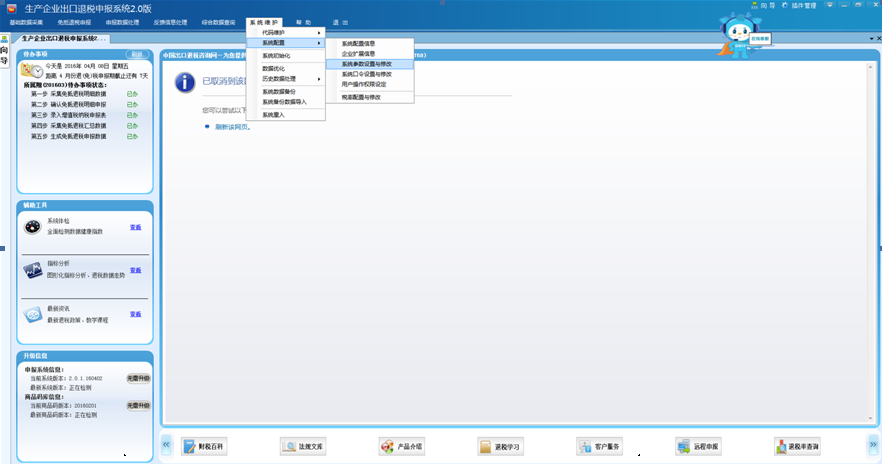 生产企业出口退税申报系统2.0版
向导 插件管理
基础数据采集 免抵退税申报 申报数据处理 反馈信息处理 综合数据查询 系统维护 帮助 退出
在线客服
生产企业出口退税申报系统2...
向导
代码维护
系统配置
系统初始化
数据优化
历史数据处理
系统数据备份
系统备份数据导入
系统重入
系统配置信息
企业扩展信息
系统参数设置与修改
系统口令设置与修改
用户操作权限设定
税率配置与修改
待办事项
刷新
今天是 2016年 04月 08日 星期五
距离 4 月份退(免)税申报期截止还有 7天
所属期(201603)待办事项状态:
第一步 采集免抵退明细数据 已办
第二步 确认免抵退税明细申报 已办
第三步 录入增值税纳税申报表 已办
第四步 采集免抵退汇总数据 已办
第五步 生成免抵退申报数据 已办
中国出口退税咨询网--为您提供
已取消到该
您可以尝试以下
刷新该网页。
辅助工具
系统体检
全面检测数据健康指数
查看
指标分析
图形化指标分析、退税数据走势
查看
最新资讯
最新退税政策、教学课程
查看
升级信息
申报系统信息:
当前系统版本: 2.0.1.160402
最新系统版本: 正在检测
无需升级
商品码库信息:
当前商品码版本: 20160201
最新商品码版本: 正在检测
无需升级
财税百科 法规文库 产品介绍 退税学习 客户服务 远程申报 退税率查询